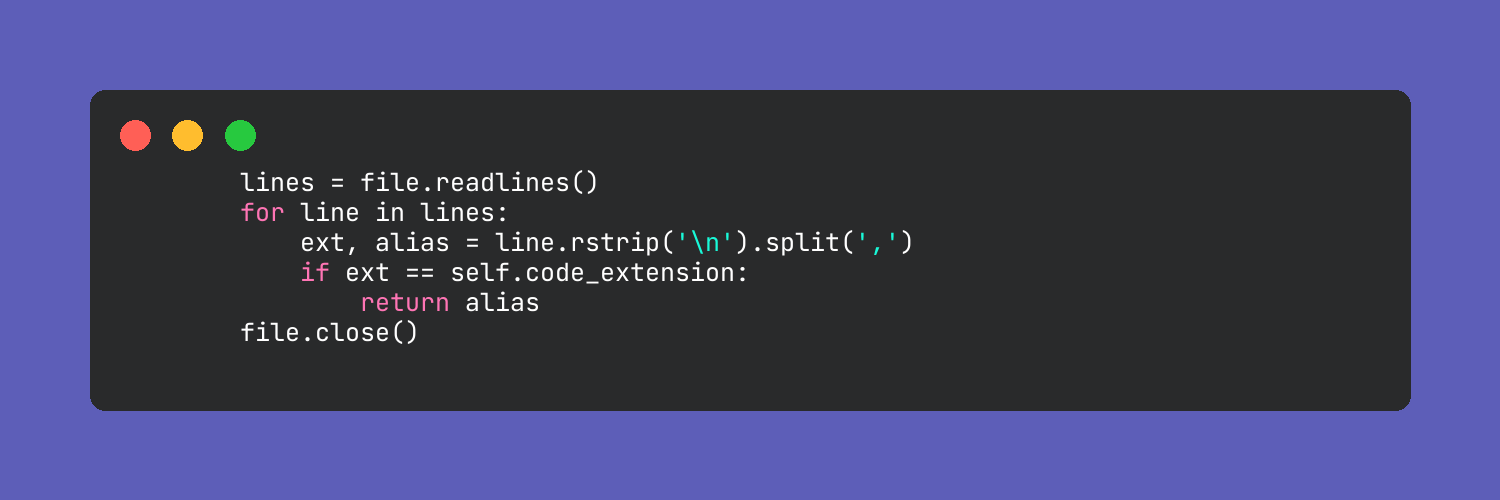 lines = file.readlines()
for line in lines:
    ext, alias = line.rstrip('\n').split(',')
    if ext == self.code_extension:
        return alias
file.close()